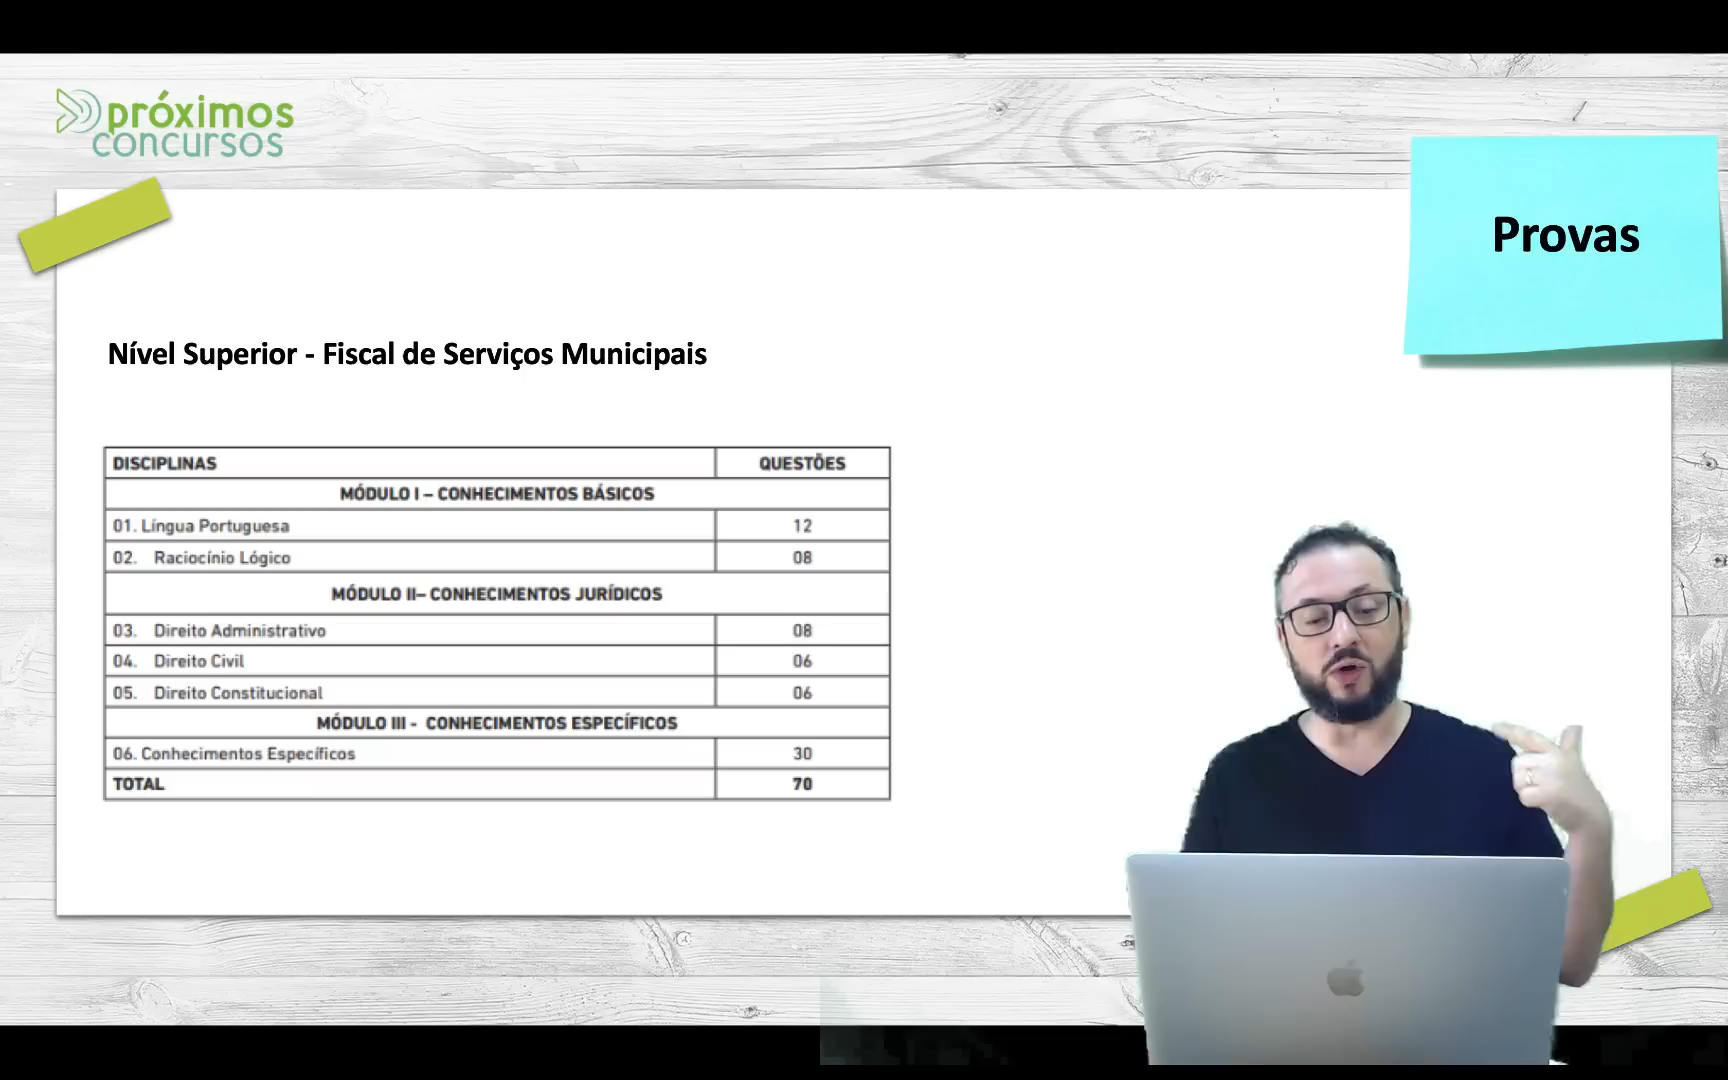 próximos
concursos
Provas
Nível Superior - Fiscal de Serviços Municipais
DISCIPLINAS QUESTÕES
MÓDULO I – CONHECIMENTOS BÁSICOS
01. Língua Portuguesa 12
02. Raciocínio Lógico 08
MÓDULO II– CONHECIMENTOS JURÍDICOS
03. Direito Administrativo 08
04. Direito Civil 06
05. Direito Constitucional 06
MÓDULO III - CONHECIMENTOS ESPECÍFICOS
06. Conhecimentos Específicos 30
TOTAL 70